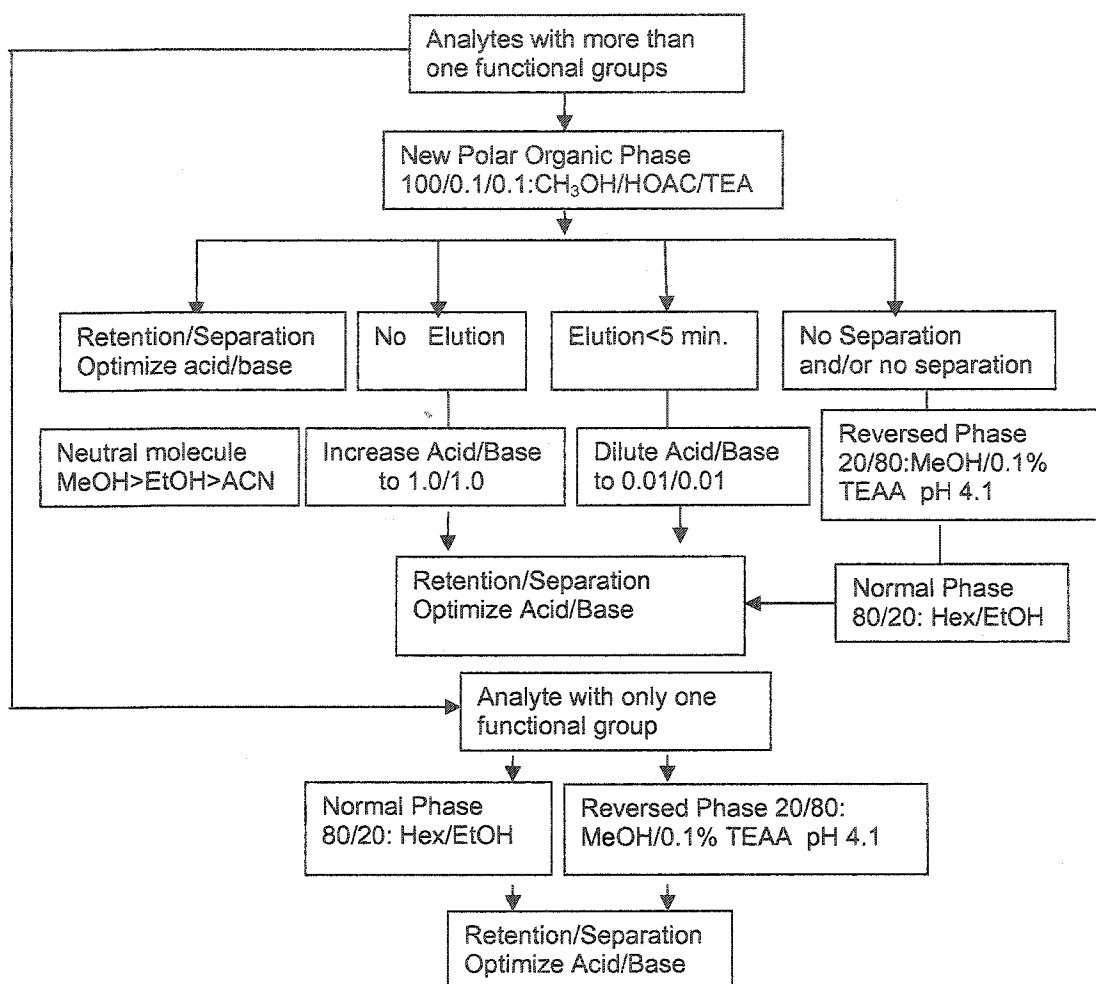 Analytes with more than
one functional groups
New Polar Organic Phase
100/0.1/0.1:CH₃OH/HOAC/TEA
Retention/Separation
Optimize acid/base
No Elution
Elution<5 min.
No Separation
and/or no separation
Neutral molecule
MeOH>EtOH>ACN
Increase Acid/Base
to 1.0/1.0
Dilute Acid/Base
to 0.01/0.01
Reversed Phase
20/80:MeOH/0.1%
TEAA pH 4.1
Retention/Separation
Optimize Acid/Base
Normal Phase
80/20: Hex/EtOH
Analyte with only one
functional group
Normal Phase
80/20: Hex/EtOH
Reversed Phase 20/80:
MeOH/0.1% TEAA pH 4.1
Retention/Separation
Optimize Acid/Base